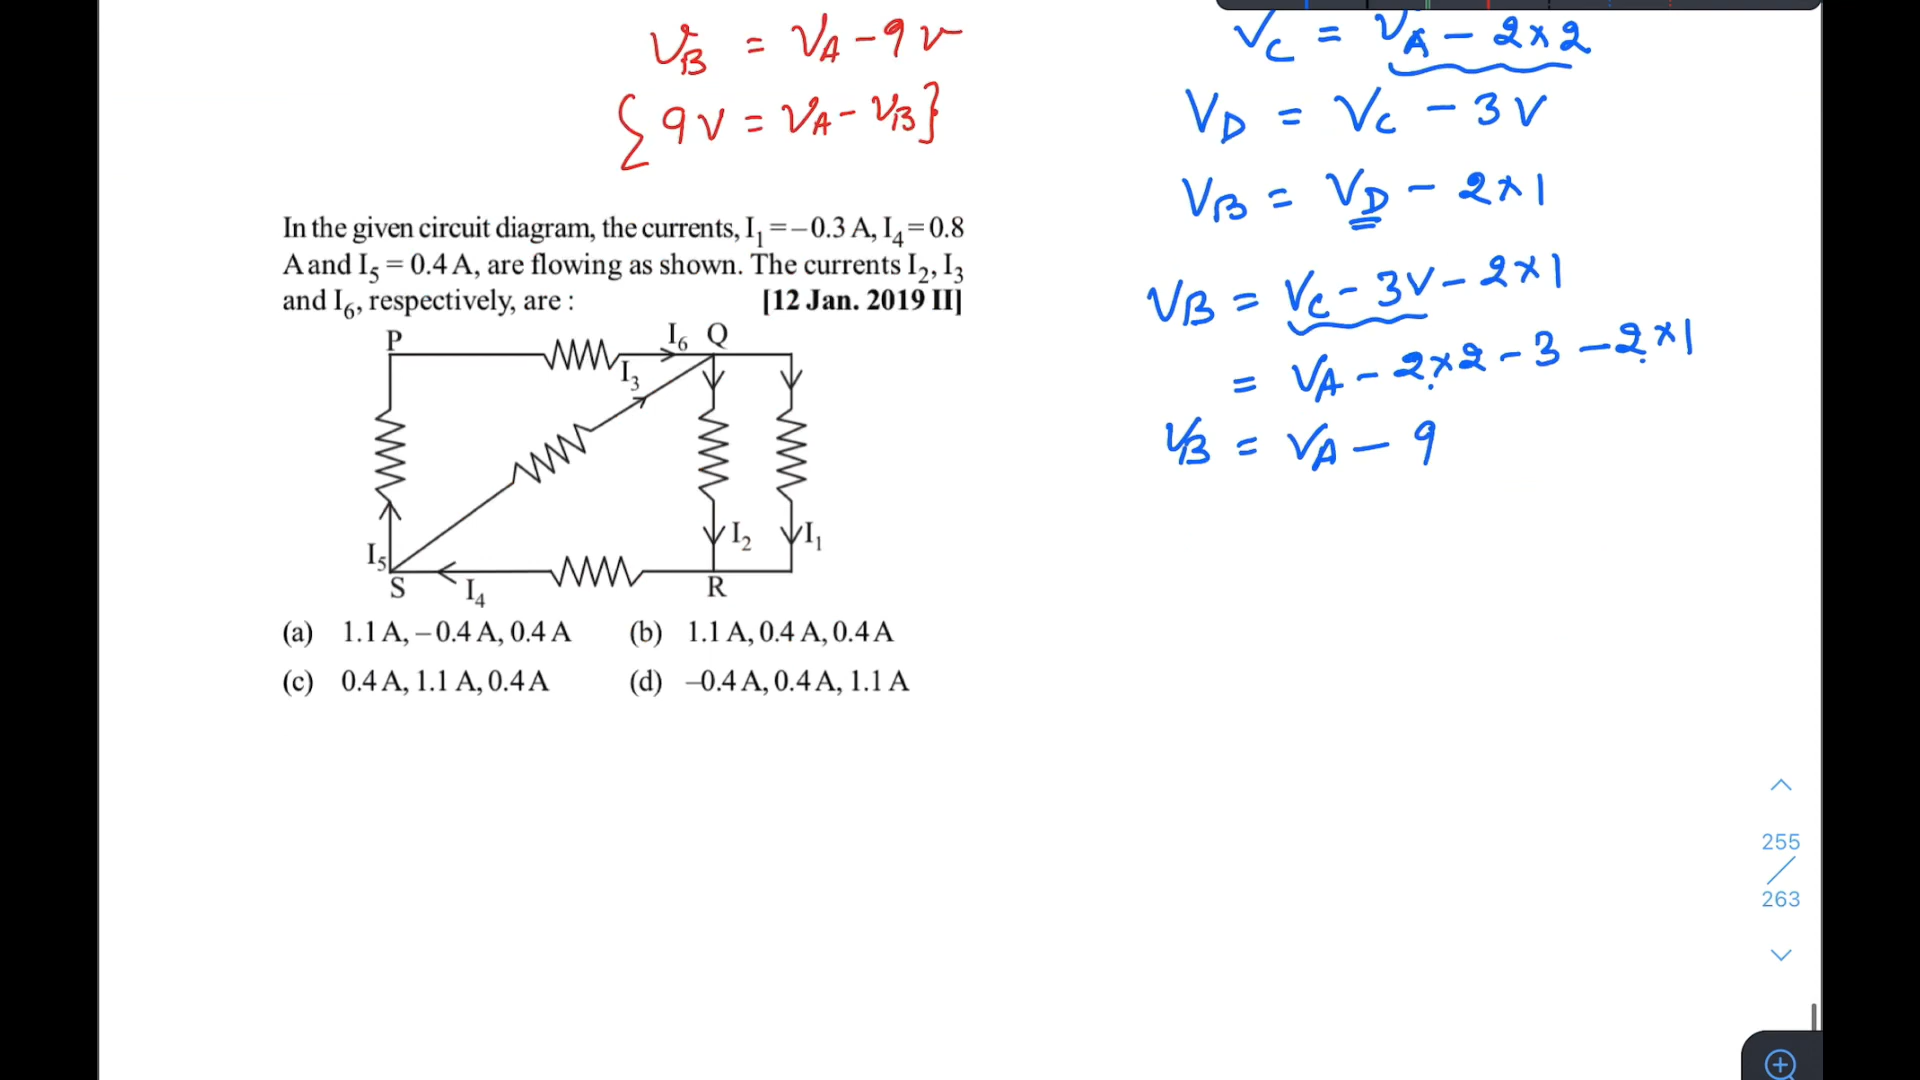 V_B = V_A - 9 V
{9V = V_A - V_B}
In the given circuit diagram, the currents, I₁ = – 0.3 A, I₄ = 0.8
A and I₅ = 0.4 A, are flowing as shown. The currents I₂, I₃
and I₆, respectively, are : [12 Jan. 2019 II]
P
I₆ Q
I₃
I₂ I₁
I₅
S I₄ R
(a) 1.1 A, – 0.4 A, 0.4 A (b) 1.1 A, 0.4 A, 0.4 A
(c) 0.4 A, 1.1 A, 0.4 A (d) –0.4 A, 0.4 A, 1.1 A
V_C = V_A - 2×2
V_D = V_C - 3V
V_B = V_D - 2×1
V_B = V_C - 3V - 2×1
= V_A - 2×2 - 3 - 2×1
V_B = V_A - 9
255
/
263